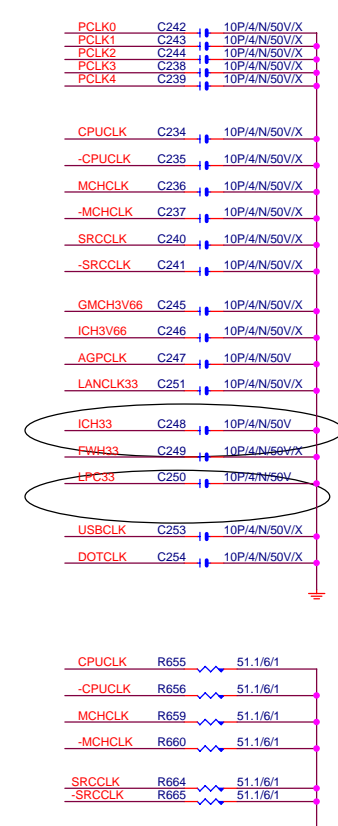 PCLK0 C242 10P/4/N/50V/X
PCLK1 C243 10P/4/N/50V/X
PCLK2 C244 10P/4/N/50V/X
PCLK3 C238 10P/4/N/50V/X
PCLK4 C239 10P/4/N/50V/X
CPUCLK C234 10P/4/N/50V/X
-CPUCLK C235 10P/4/N/50V/X
MCHCLK C236 10P/4/N/50V/X
-MCHCLK C237 10P/4/N/50V/X
SRCCLK C240 10P/4/N/50V/X
-SRCCLK C241 10P/4/N/50V/X
GMCH3V66 C245 10P/4/N/50V/X
ICH3V66 C246 10P/4/N/50V/X
AGPCLK C247 10P/4/N/50V
LANCLK33 C251 10P/4/N/50V/X
ICH33 C248 10P/4/N/50V
FWH33 C249 10P/4/N/50V/X
LPC33 C250 10P/4/N/50V
USBCLK C253 10P/4/N/50V/X
DOTCLK C254 10P/4/N/50V/X
CPUCLK R655 51.1/6/1
-CPUCLK R656 51.1/6/1
MCHCLK R659 51.1/6/1
-MCHCLK R660 51.1/6/1
SRCCLK R664 51.1/6/1
-SRCCLK R665 51.1/6/1